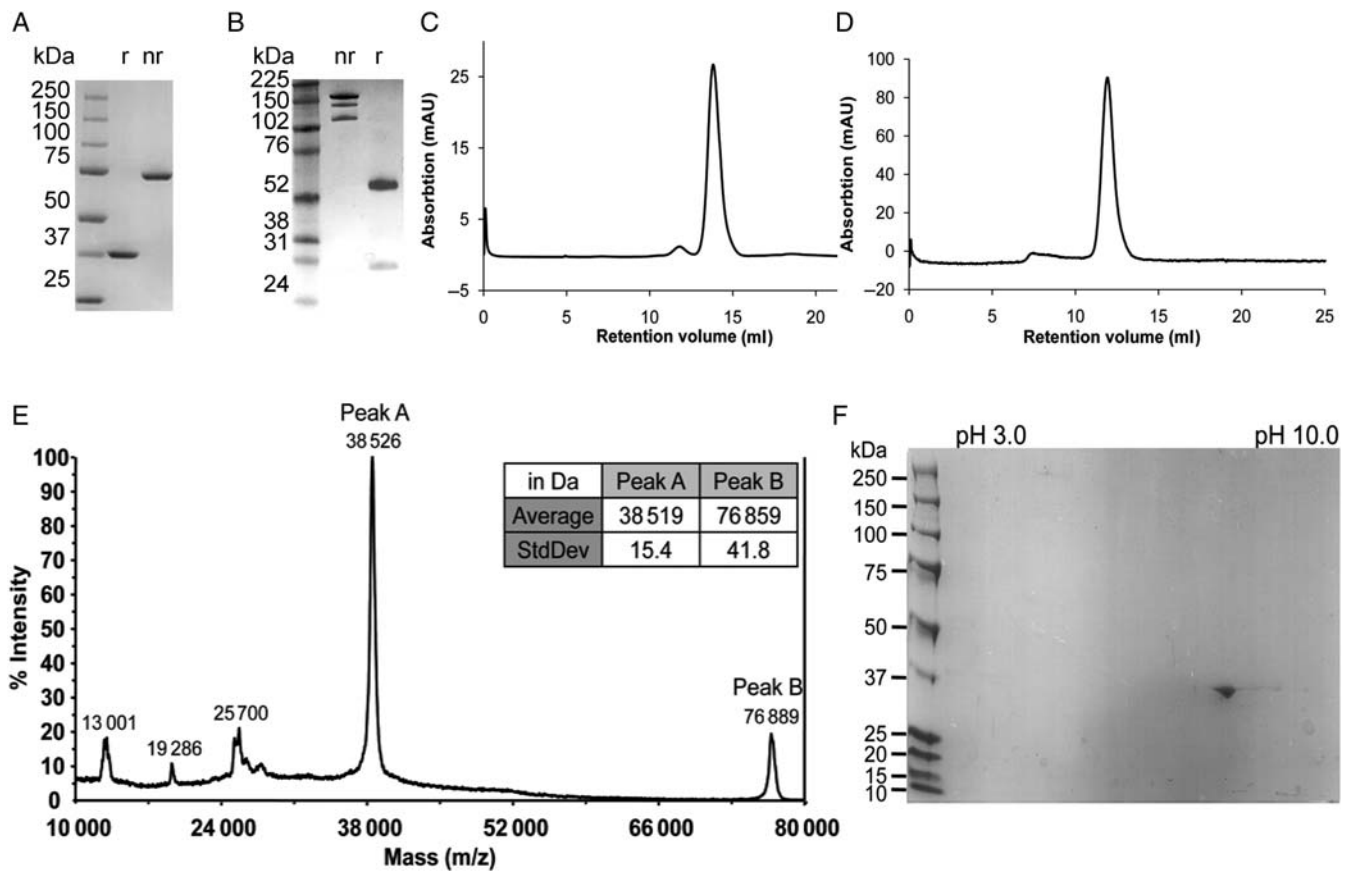 A
kDa r nr
250
150
100
75
50
37
25
B
kDa nr r
225
150
102
76
52
38
31
24
C
Absorbtion (mAU)
25
15
5
–5
0 5 10 15 20
Retention volume (ml)
D
Absorbtion (mAU)
100
80
60
40
20
0
–20
0 5 10 15 20 25
Retention volume (ml)
E
% Intensity
100
90
80
70
60
50
40
30
20
10
0
13 001
19 286
25 700
Peak A
38 526
Peak B
76 889
in Da Peak A Peak B
Average 38 519 76 859
StdDev 15.4 41.8
10 000 24 000 38 000 52 000 66 000 80 000
Mass (m/z)
F
pH 3.0 pH 10.0
kDa
250
150
100
75
50
37
25
20
15
10